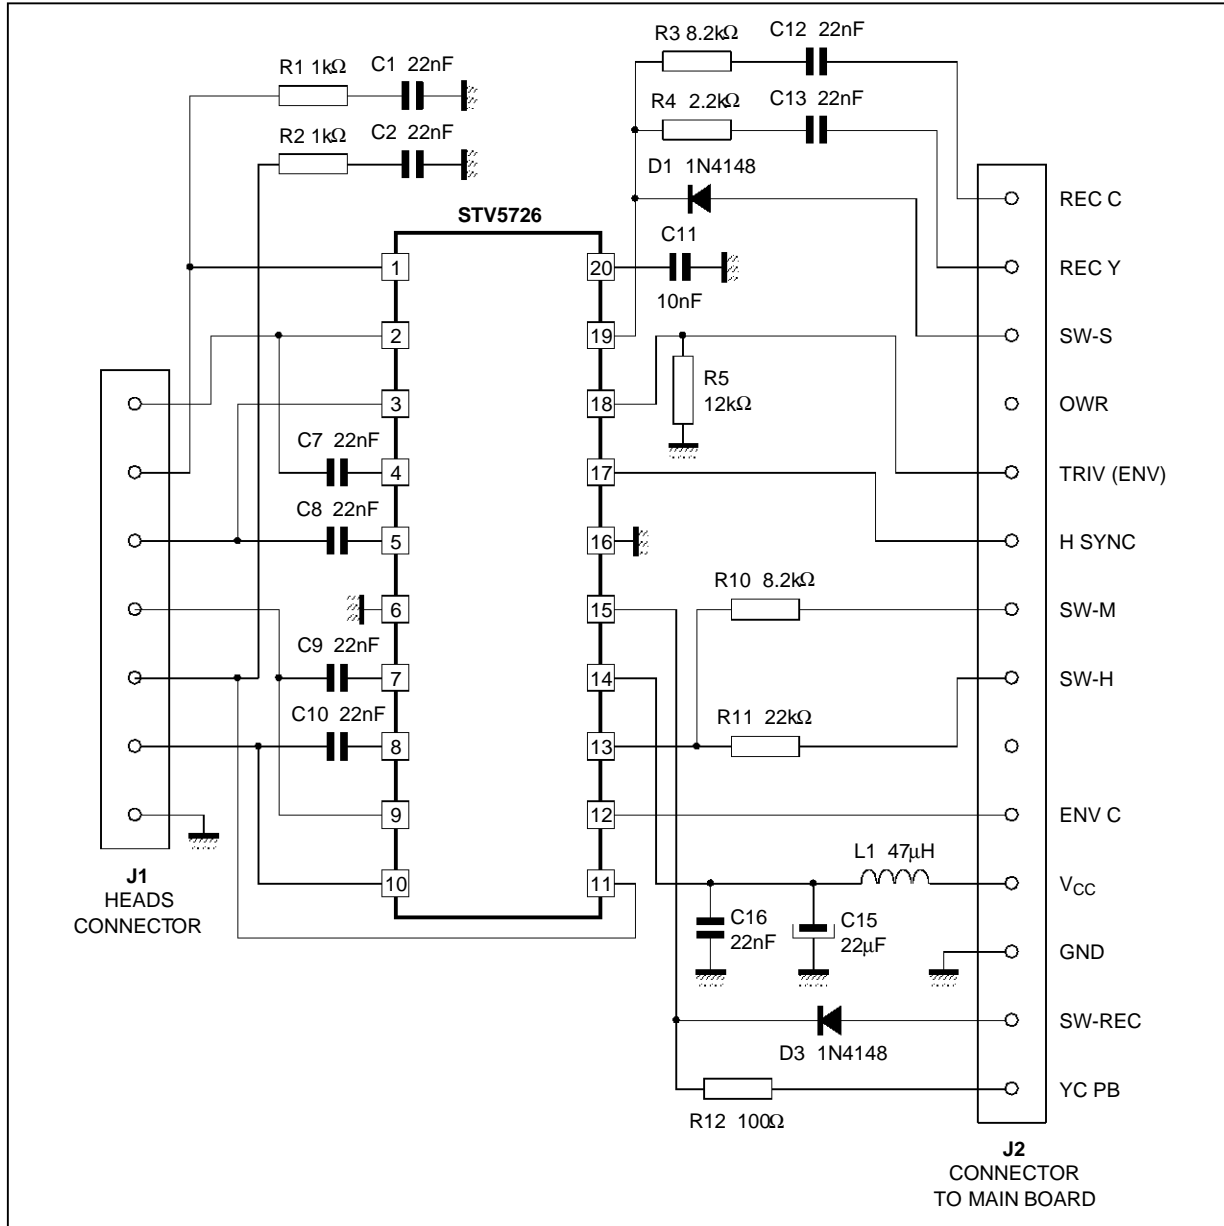 R3 8.2kΩ
C12 22nF
R1 1kΩ
C1 22nF
R4 2.2kΩ
C13 22nF
R2 1kΩ
C2 22nF
D1 1N4148
STV5726
REC C
C11
10nF
1
20
REC Y
2
19
SW-S
R5
12kΩ
3
18
OWR
C7 22nF
4
17
TRIV (ENV)
C8 22nF
5
16
H SYNC
R10 8.2kΩ
6
15
SW-M
C9 22nF
7
14
SW-H
C10 22nF
R11 22kΩ
8
13
9
12
ENV C
L1 47μH
J1
HEADS
CONNECTOR
10
11
VCC
C16
22nF
C15
22μF
GND
SW-REC
D3 1N4148
YC PB
R12 100Ω
J2
CONNECTOR
TO MAIN BOARD